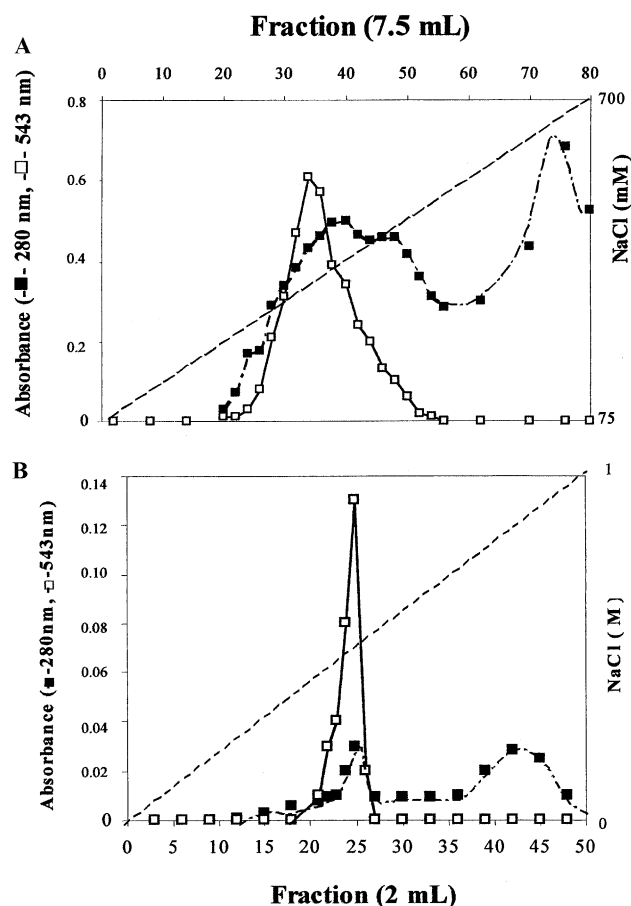 Fraction (7.5 mL)
A
0 10 20 30 40 50 60 70 80
Absorbance (-■- 280 nm, -□- 543 nm)
0.8
0.6
0.4
0.2
0
700
NaCl (mM)
75
B
Absorbance (-■-280nm, -□-543nm)
0.14
0.12
0.10
0.08
0.06
0.04
0.02
0
1
NaCl ( M )
0
0 5 10 15 20 25 30 35 40 45 50
Fraction (2 mL)